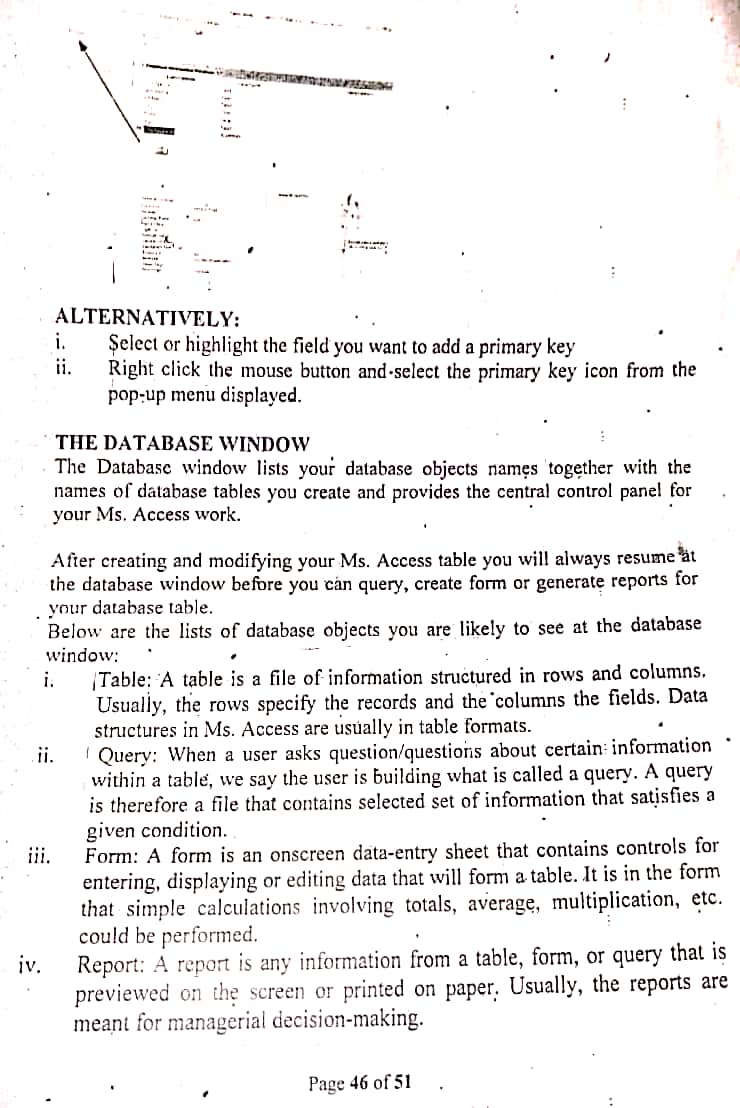 ALTERNATIVELY:
i. Select or highlight the field you want to add a primary key
ii. Right click the mouse button and select the primary key icon from the
pop-up menu displayed.
THE DATABASE WINDOW
The Database window lists your database objects names together with the
names of database tables you create and provides the central control panel for
your Ms. Access work.
After creating and modifying your Ms. Access table you will always resume at
the database window before you can query, create form or generate reports for
your database table.
Below are the lists of database objects you are likely to see at the database
window:
i. Table: A table is a file of information structured in rows and columns.
Usually, the rows specify the records and the columns the fields. Data
structures in Ms. Access are usually in table formats.
ii. Query: When a user asks question/questions about certain information
within a table, we say the user is building what is called a query. A query
is therefore a file that contains selected set of information that satisfies a
given condition.
iii. Form: A form is an onscreen data-entry sheet that contains controls for
entering, displaying or editing data that will form a table. It is in the form
that simple calculations involving totals, average, multiplication, etc.
could be performed.
iv. Report: A report is any information from a table, form, or query that is
previewed on the screen or printed on paper. Usually, the reports are
meant for managerial decision-making.
Page 46 of 51